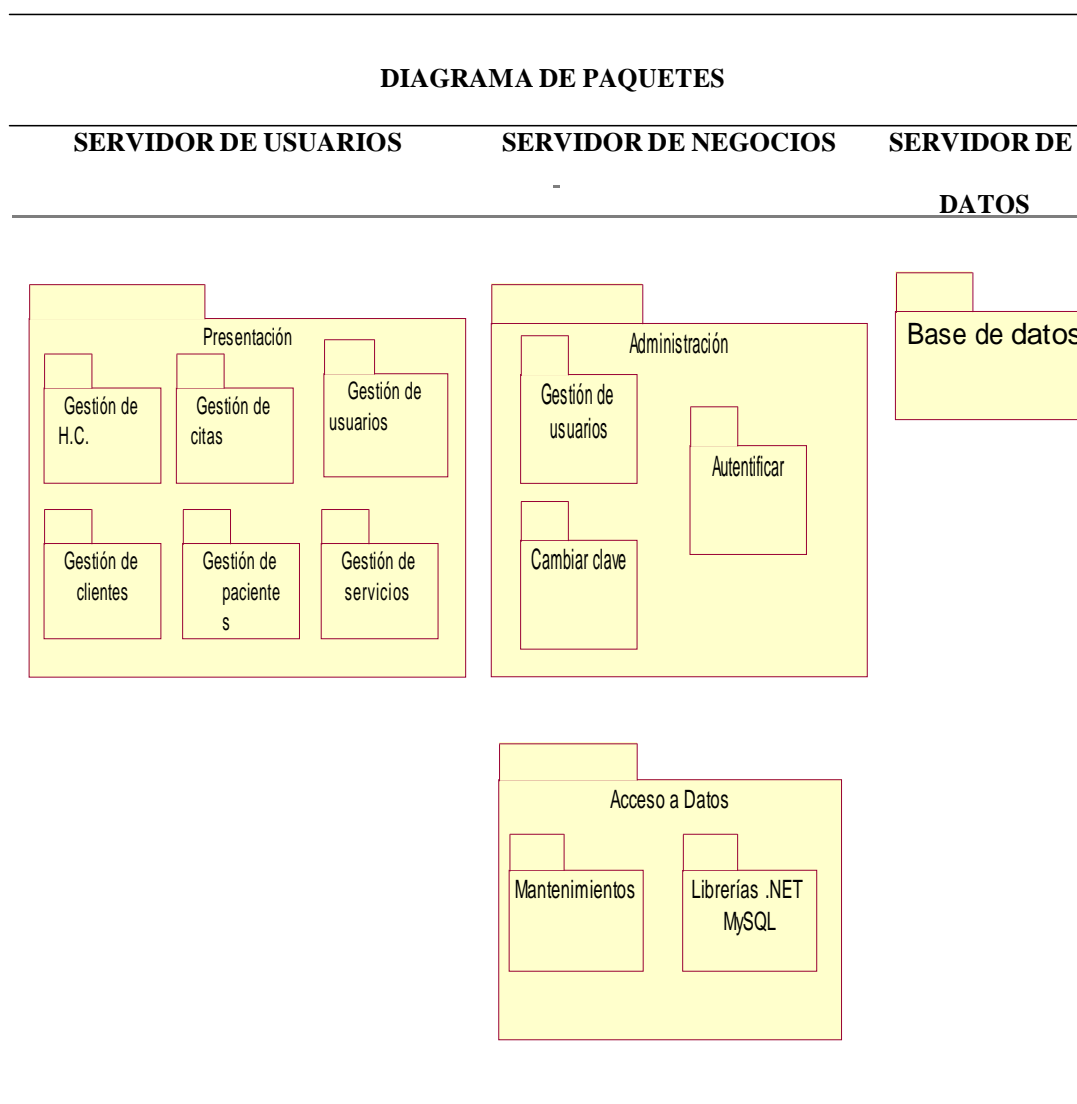 DIAGRAMA DE PAQUETES
SERVIDOR DE USUARIOS
SERVIDOR DE NEGOCIOS
SERVIDOR DE
DATOS
Presentación
Gestión de
H.C.
Gestión de
citas
Gestión de
usuarios
Gestión de
clientes
Gestión de
paciente
s
Gestión de
servicios
Administración
Gestión de
usuarios
Autentificar
Cambiar clave
Base de datos
Acceso a Datos
Mantenimientos
Librerías .NET
MySQL